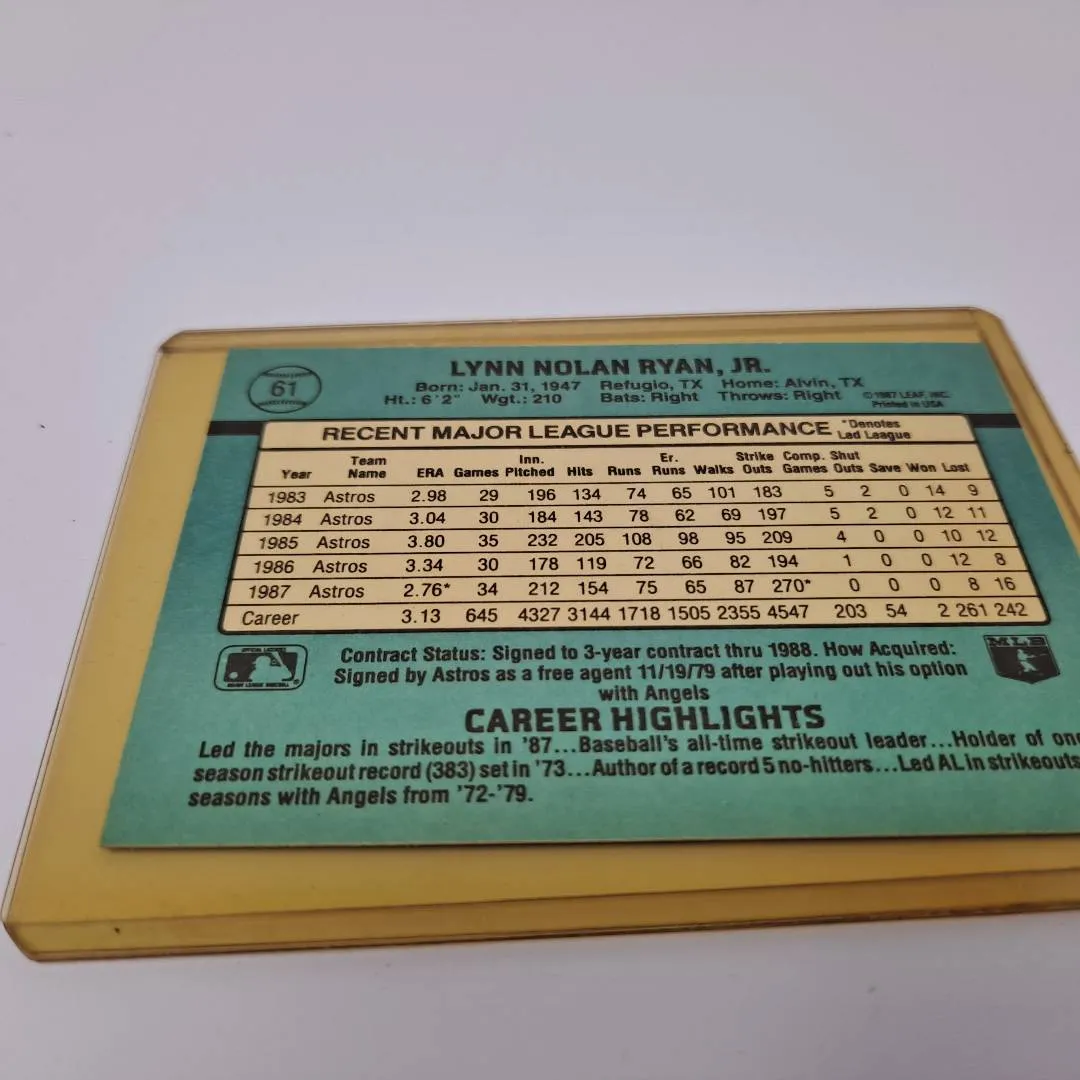 61
LYNN NOLAN RYAN, JR.
Born: Jan. 31, 1947 Refugio, TX Home: Alvin, TX
Ht.: 6'2" Wgt.: 210 Bats: Right Throws: Right
© 1987 LEAF, INC.
Printed in USA
RECENT MAJOR LEAGUE PERFORMANCE *Denotes Led League
Year Team Name ERA Games Inn. Pitched Hits Runs Er. Runs Walks Strike Outs Comp. Games Shut Outs Save Won Lost
1983 Astros 2.98 29 196 134 74 65 101 183 5 2 0 14 9
1984 Astros 3.04 30 184 143 78 62 69 197 5 2 0 12 11
1985 Astros 3.80 35 232 205 108 98 95 209 4 0 0 10 12
1986 Astros 3.34 30 178 119 72 66 82 194 1 0 0 12 8
1987 Astros 2.76* 34 212 154 75 65 87 270* 0 0 0 8 16
Career 3.13 645 4327 3144 1718 1505 2355 4547 203 54 2 261 242
Contract Status: Signed to 3-year contract thru 1988. How Acquired:
Signed by Astros as a free agent 11/19/79 after playing out his option
with Angels
MLB
CAREER HIGHLIGHTS
Led the majors in strikeouts in '87...Baseball's all-time strikeout leader...Holder of one
season strikeout record (383) set in '73...Author of a record 5 no-hitters...Led AL in strikeouts
seasons with Angels from '72-'79.